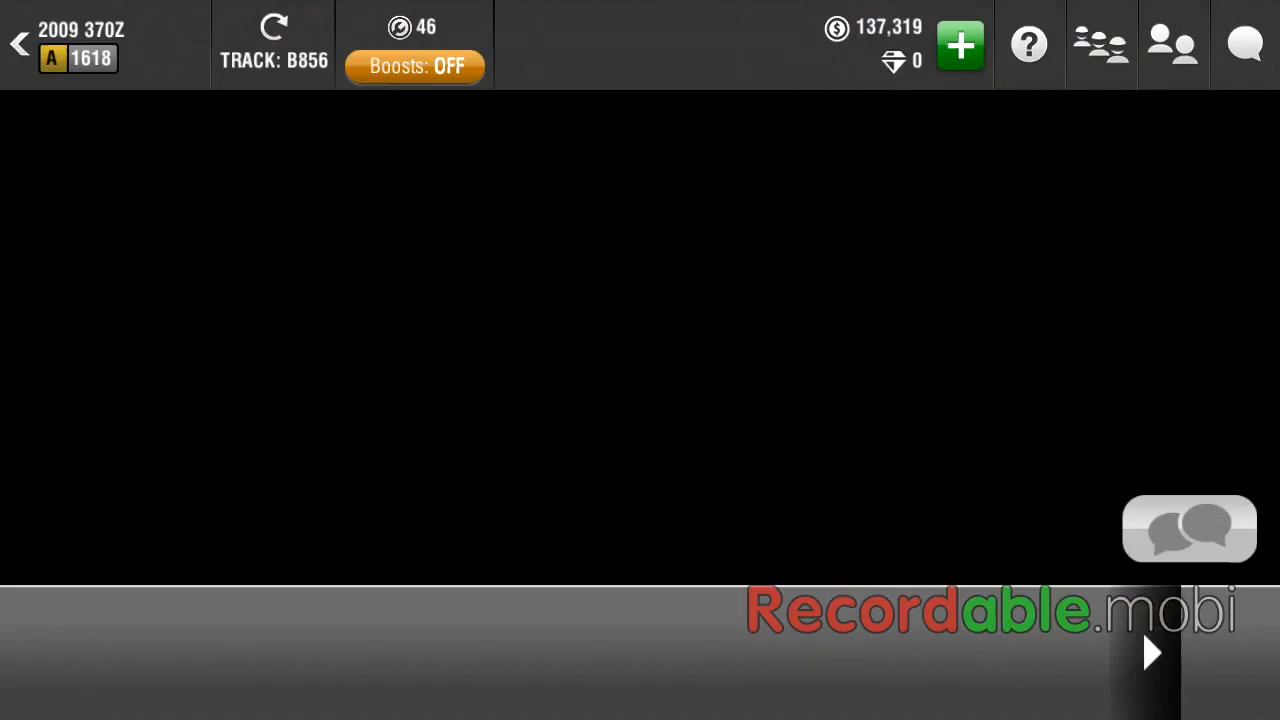 2009 370Z
A 1618
TRACK: B856
46
Boosts: OFF
137,319
0
?
Recordable.mobi